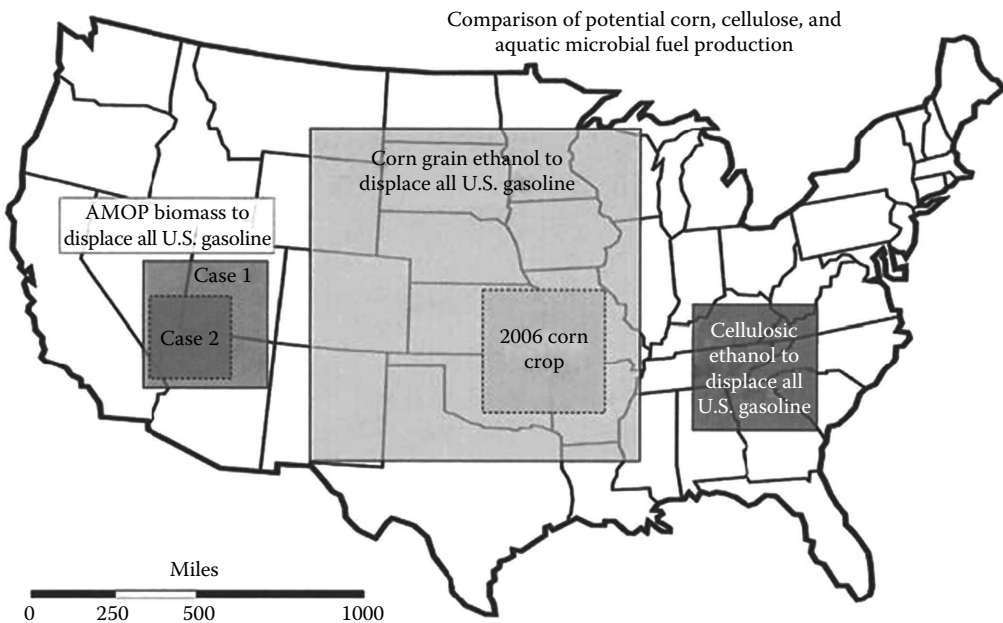 Comparison of potential corn, cellulose, and
aquatic microbial fuel production
Corn grain ethanol to
displace all U.S. gasoline
AMOP biomass to
displace all U.S. gasoline
Case 1
Case 2
2006 corn
crop
Cellulosic
ethanol to
displace all
U.S. gasoline
Miles
0 250 500 1000